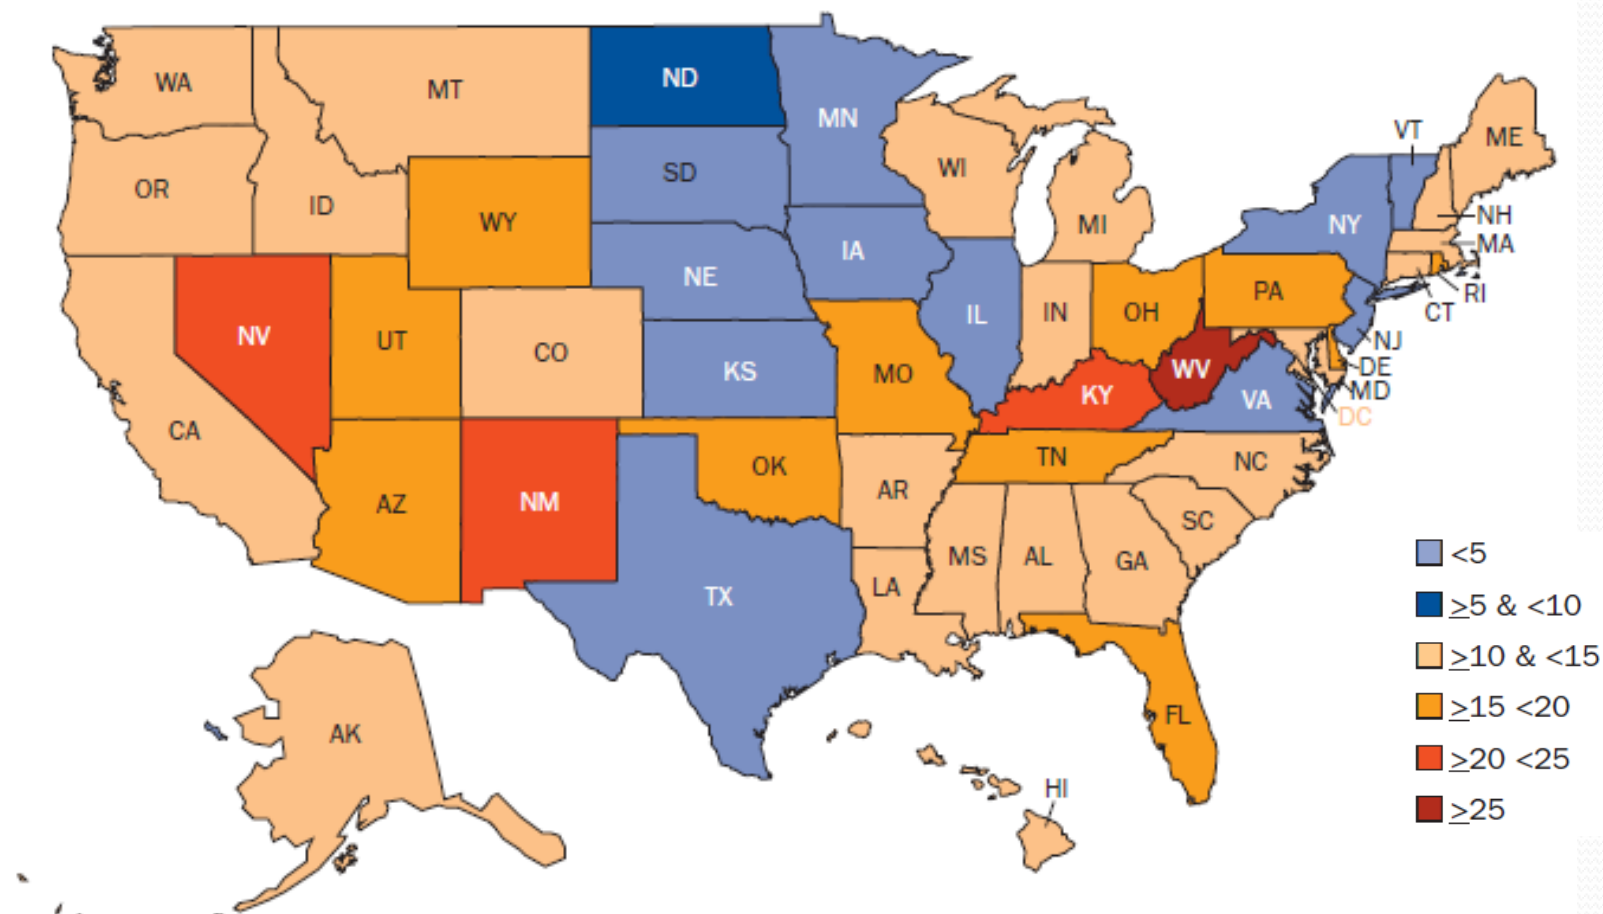 WA
MT
ND
MN
VT
ME
OR
ID
WY
SD
WI
MI
NY
NH
MA
NV
UT
CO
NE
IA
IL
IN
OH
PA
RI
CT
NJ
DE
MD
DC
CA
KS
MO
KY
WV
VA
AZ
NM
OK
AR
TN
NC
SC
TX
LA
MS
AL
GA
FL
AK
HI
<5
≥5 & <10
≥10 & <15
≥15 <20
≥20 <25
≥25